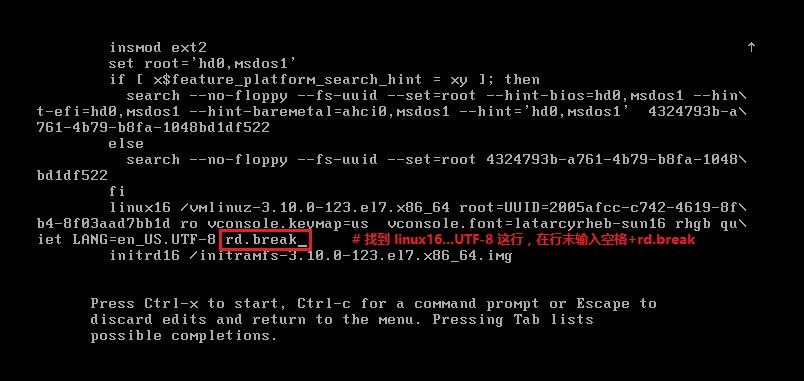 insmod ext2 ↑
set root='hd0,msdos1'
if [ x$feature_platform_search_hint = xy ]; then
search --no-floppy --fs-uuid --set=root --hint-bios=hd0,msdos1 --hin\
t-efi=hd0,msdos1 --hint-baremetal=ahci0,msdos1 --hint='hd0,msdos1'  4324793b-a\
761-4b79-b8fa-1048bd1df522
else
search --no-floppy --fs-uuid --set=root 4324793b-a761-4b79-b8fa-1048\
bd1df522
fi
linux16 /vmlinuz-3.10.0-123.el7.x86_64 root=UUID=2005afcc-c742-4619-8f\
b4-8f03aad7bb1d ro vconsole.keymap=us  vconsole.font=latarcyrheb-sun16 rhgb qu\
iet LANG=en_US.UTF-8 rd.break_ # 找到 linux16...UTF-8 这行，在行末输入空格+rd.break
initrd16 /initramfs-3.10.0-123.el7.x86_64.img
Press Ctrl-x to start, Ctrl-c for a command prompt or Escape to
discard edits and return to the menu. Pressing Tab lists
possible completions.